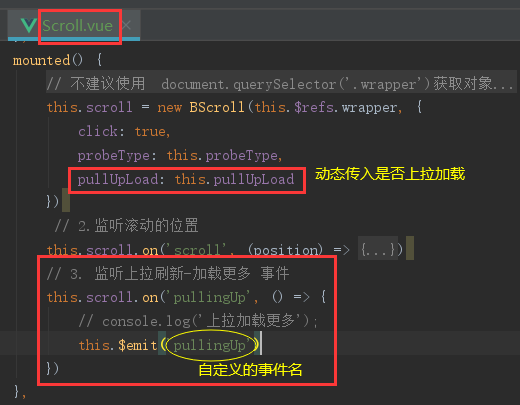 Scroll.vue
mounted() {
// 不建议使用 document.querySelector('.wrapper')获取对象...
this.scroll = new BScroll(this.$refs.wrapper, {
click: true,
probeType: this.probeType,
pullUpLoad: this.pullUpLoad
动态传入是否上拉加载
})
// 2.监听滚动的位置
this.scroll.on('scroll', (position) => {...})
// 3. 监听上拉刷新-加载更多 事件
this.scroll.on('pullingUp', () => {
// console.log('上拉加载更多');
this.$emit('pullingUp')
自定义的事件名
})
},